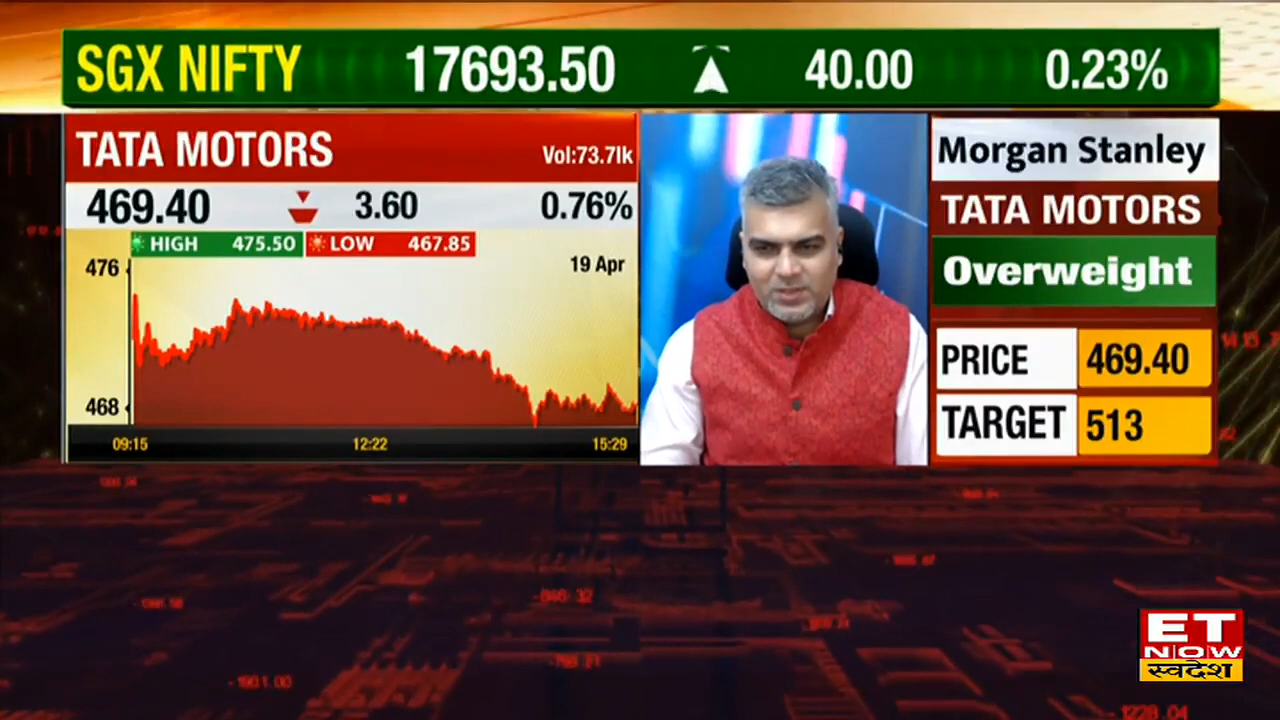 SGX NIFTY 17693.50 40.00 0.23%
TATA MOTORS Vol:73.7lk
469.40 3.60 0.76%
HIGH 475.50 LOW 467.85
19 Apr
476
468
09:15 12:22 15:29
Morgan Stanley
TATA MOTORS
Overweight
PRICE 469.40
TARGET 513
-1901.00
ET
NOW
स्वदेश